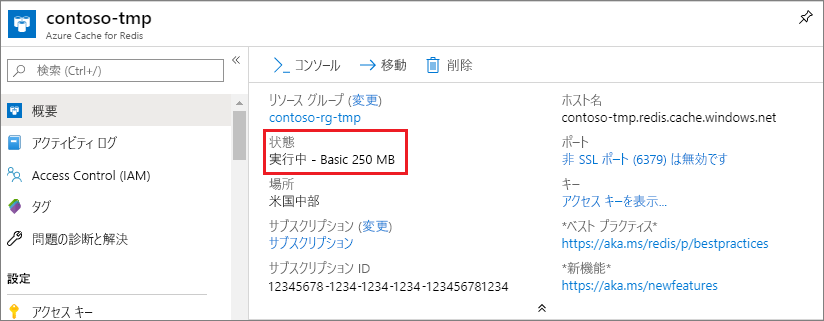 contoso-tmp
Azure Cache for Redis
検索 (Ctrl+/)
概要
アクティビティ ログ
Access Control (IAM)
タグ
問題の診断と解決
設定
アクセス キー
コンソール
移動
削除
リソース グループ (変更)
contoso-rg-tmp
状態
実行中 - Basic 250 MB
場所
米国中部
サブスクリプション (変更)
サブスクリプション
サブスクリプション ID
12345678-1234-1234-1234-123456781234
ホスト名
contoso-tmp.redis.cache.windows.net
ポート
非 SSL ポート (6379) は無効です
キー
アクセス キーを表示...
*ベスト プラクティス*
https://aka.ms/redis/p/bestpractices
*新機能*
https://aka.ms/newfeatures